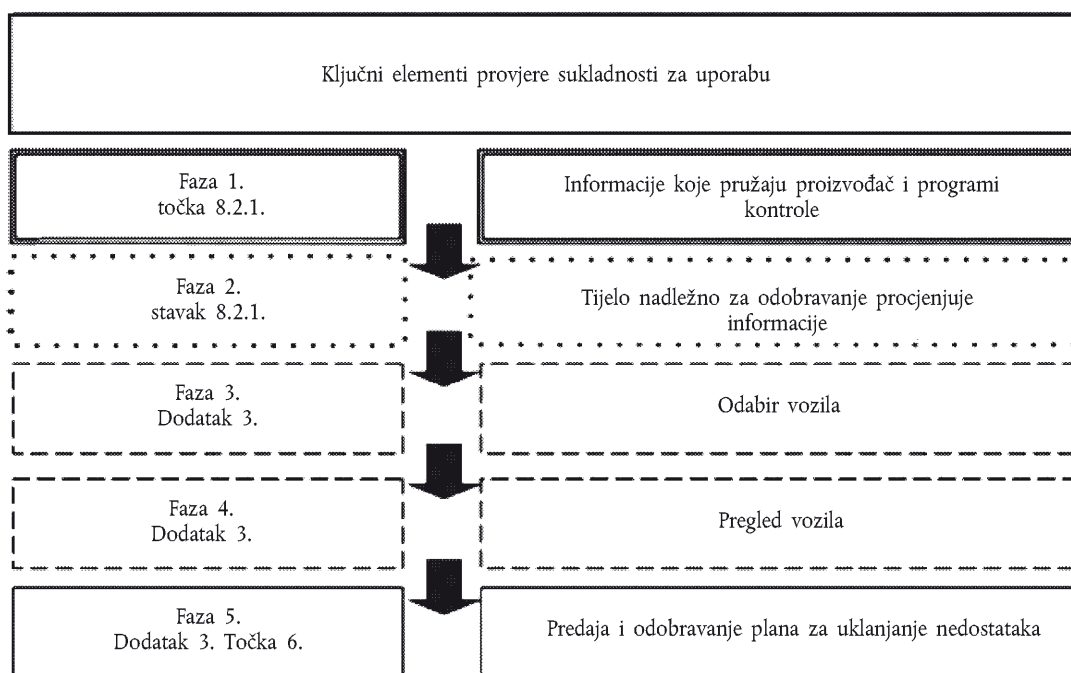 Ključni elementi provjere sukladnosti za uporabu
Faza 1.
točka 8.2.1.
Informacije koje pružaju proizvođač i programi
kontrole
Faza 2.
stavak 8.2.1.
Tijelo nadležno za odobravanje procjenjuje
informacije
Faza 3.
Dodatak 3.
Odabir vozila
Faza 4.
Dodatak 3.
Pregled vozila
Faza 5.
Dodatak 3. Točka 6.
Predaja i odobravanje plana za uklanjanje nedostataka